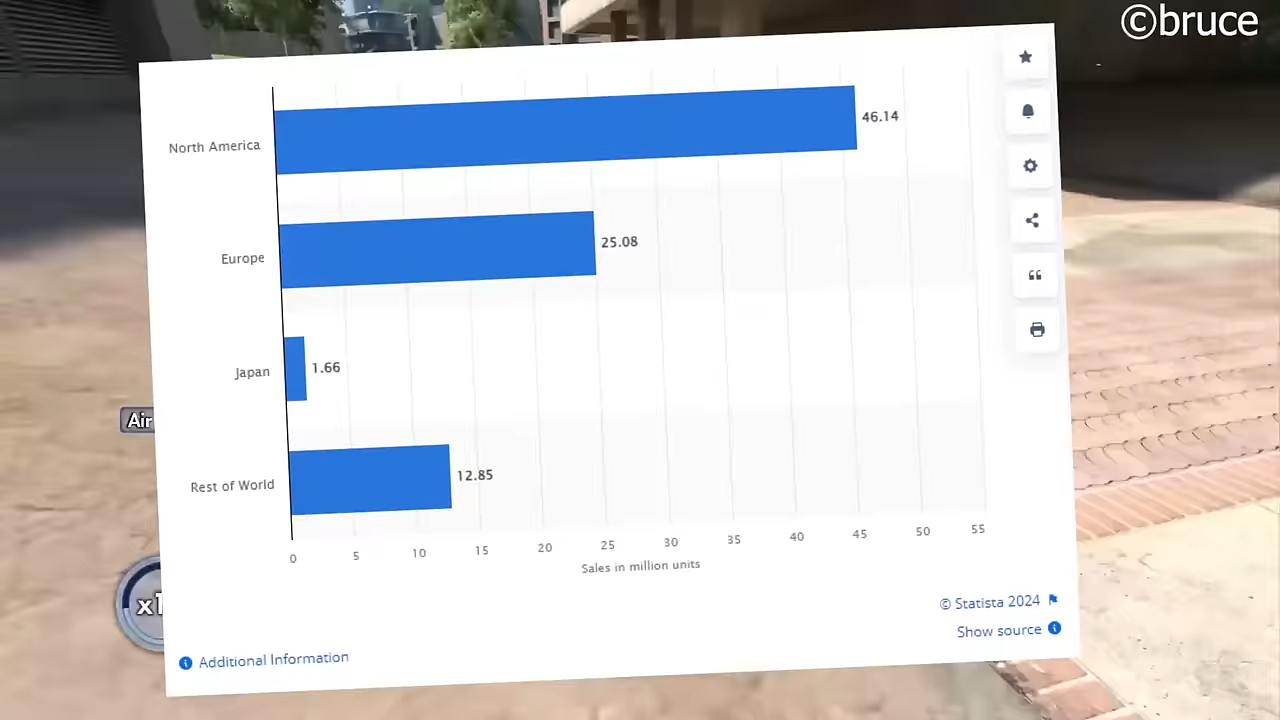 ©bruce
North America
46.14
Europe
25.08
Japan
1.66
Rest of World
12.85
0 5 10 15 20 25 30 35 40 45 50 55
Sales in million units
© Statista 2024
Show source
Additional Information
Air
x1